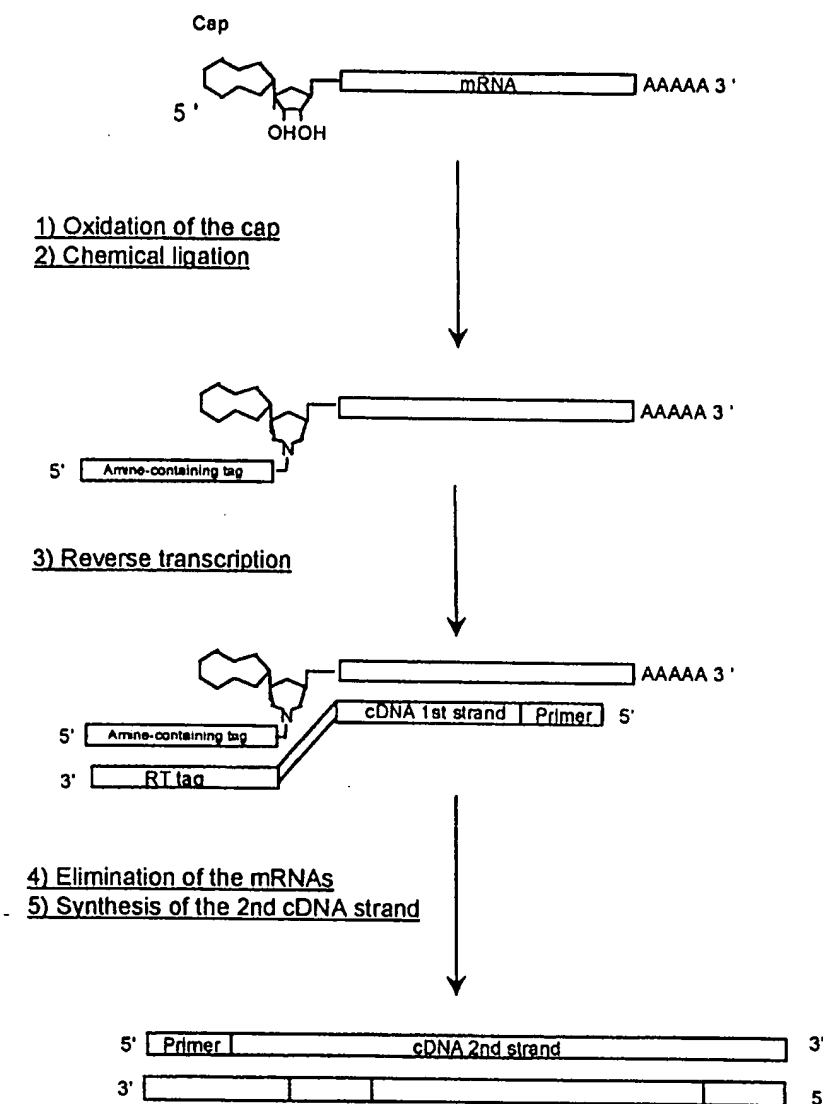 Cap
mRNA
AAAAA 3 '
5 '
OHOH
1) Oxidation of the cap
2) Chemical ligation
AAAAA 3 '
5' Amine-containing tag
N
3) Reverse transcription
AAAAA 3 '
N
cDNA 1st strand Primer 5'
5' Amine-containing tag
3' RT tag
4) Elimination of the mRNAs
5) Synthesis of the 2nd cDNA strand
5' Primer cDNA 2nd strand 3'
3' 5